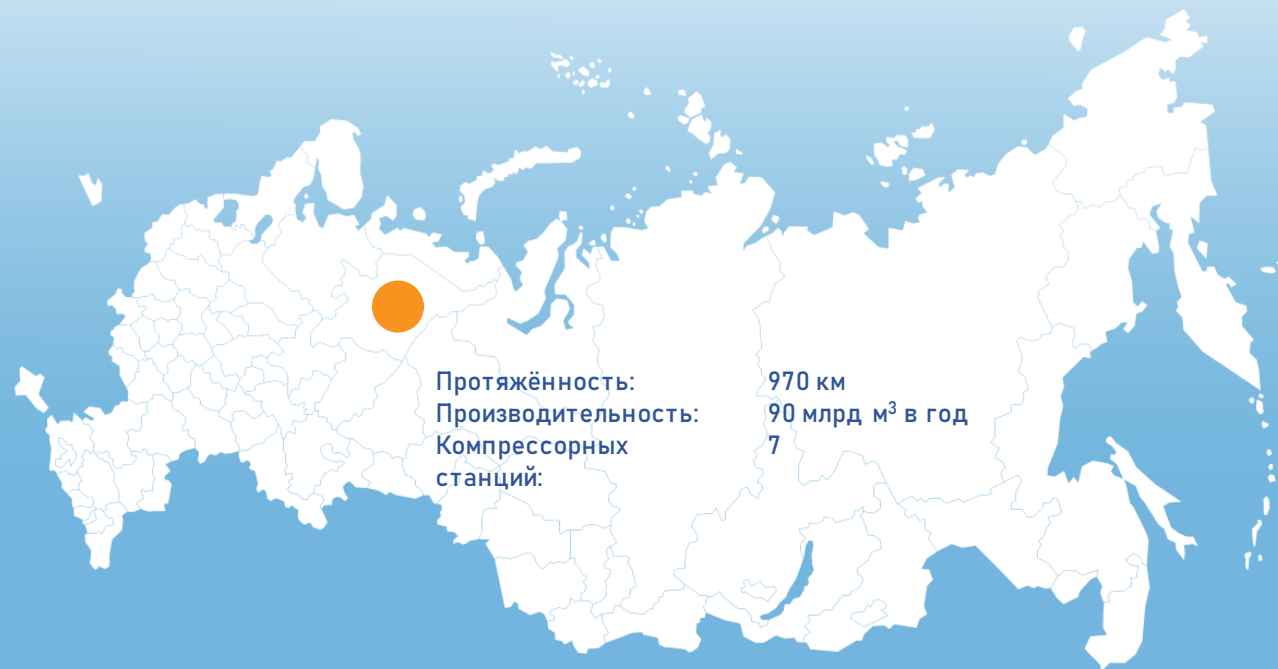 Протяжённость: 970 км
Производительность: 90 млрд м³ в год
Компрессорных 7
станций: